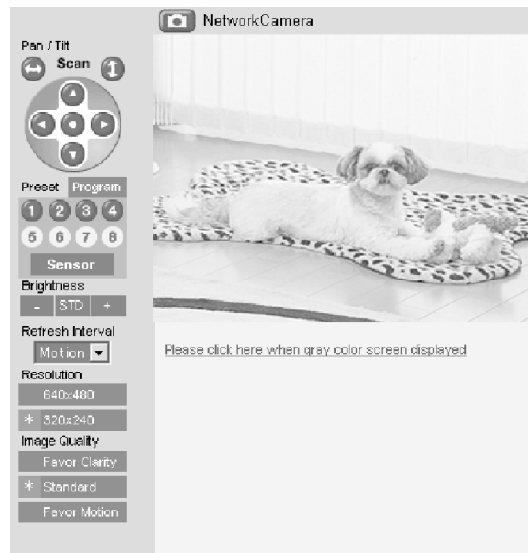 NetworkCamera
Pan / Tilt
Scan
Preset Program
1 2 3 4
5 6 7 8
Sensor
Brightness
- STD +
Refresh Interval
Motion
Resolution
640x480
* 320x240
Image Quality
Favor Clarity
* Standard
Favor Motion
Please click here when gray color screen displayed